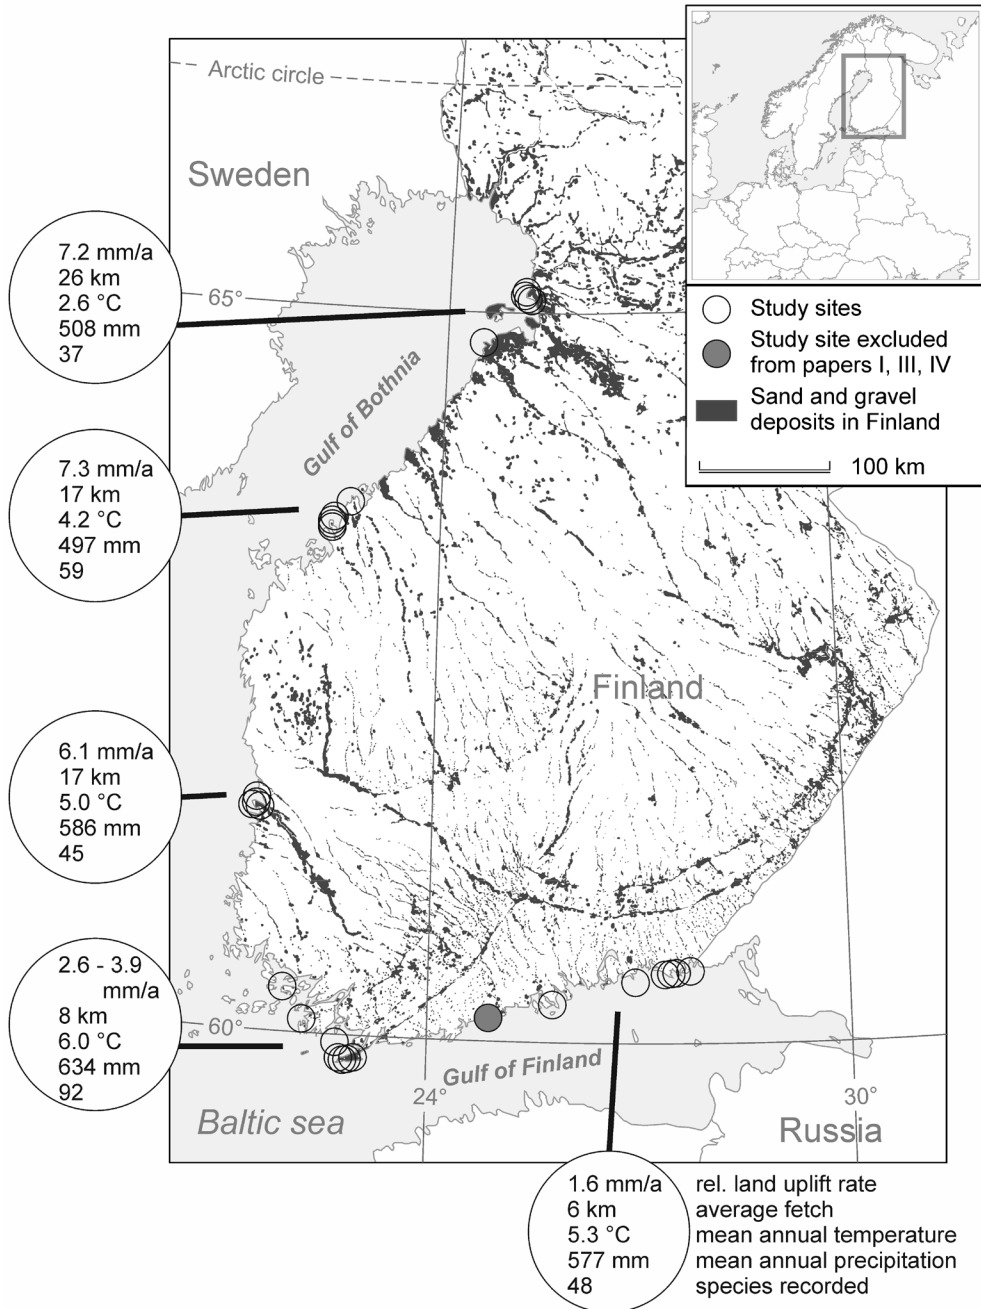 Arctic circle
Sweden
7.2 mm/a
26 km
2.6 °C
508 mm
37
65°
Study sites
Study site excluded
from papers I, III, IV
Sand and gravel
deposits in Finland
100 km
Gulf of Bothnia
7.3 mm/a
17 km
4.2 °C
497 mm
59
Finland
6.1 mm/a
17 km
5.0 °C
586 mm
45
2.6 - 3.9
mm/a
8 km
6.0 °C
634 mm
92
60°
Gulf of Finland
24°
30°
Baltic sea
Russia
1.6 mm/a rel. land uplift rate
6 km average fetch
5.3 °C mean annual temperature
577 mm mean annual precipitation
48 species recorded